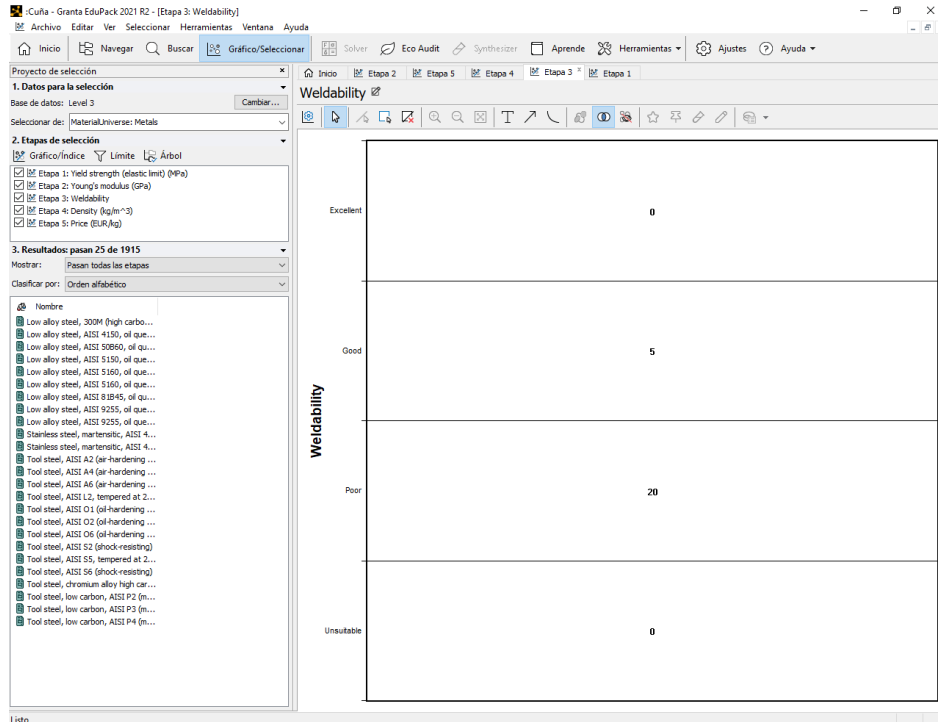 :Cuña - Granta EduPack 2021 R2 - [Etapa 3: Weldability]
Archivo Editar Ver Seleccionar Herramientas Ventana Ayuda
Inicio Navegar Buscar Gráfico/Seleccionar Solver Eco Audit Synthesizer Aprende Herramientas Ajustes Ayuda
Proyecto de selección
1. Datos para la selección
Base de datos: Level 3 Cambiar...
Seleccionar de: MaterialUniverse: Metals
2. Etapas de selección
Gráfico/Índice Límite Árbol
Etapa 1: Yield strength (elastic limit) (MPa)
Etapa 2: Young's modulus (GPa)
Etapa 3: Weldability
Etapa 4: Density (kg/m^3)
Etapa 5: Price (EUR/kg)
3. Resultados: pasan 25 de 1915
Mostrar: Pasan todas las etapas
Clasificar por: Orden alfabético
Nombre
Low alloy steel, 300M (high carbo...
Low alloy steel, AISI 4150, oil que...
Low alloy steel, AISI 50B60, oil qu...
Low alloy steel, AISI 5150, oil que...
Low alloy steel, AISI 5160, oil que...
Low alloy steel, AISI 5160, oil que...
Low alloy steel, AISI 81B45, oil qu...
Low alloy steel, AISI 9255, oil que...
Low alloy steel, AISI 9255, oil que...
Stainless steel, martensitic, AISI 4...
Stainless steel, martensitic, AISI 4...
Tool steel, AISI A2 (air-hardening ...
Tool steel, AISI A4 (air-hardening ...
Tool steel, AISI A6 (air-hardening ...
Tool steel, AISI L2, tempered at 2...
Tool steel, AISI O1 (oil-hardening ...
Tool steel, AISI O2 (oil-hardening ...
Tool steel, AISI O6 (oil-hardening ...
Tool steel, AISI S2 (shock-resisting)
Tool steel, AISI S5, tempered at 2...
Tool steel, AISI S6 (shock-resisting)
Tool steel, chromium alloy high car...
Tool steel, low carbon, AISI P2 (m...
Tool steel, low carbon, AISI P3 (m...
Tool steel, low carbon, AISI P4 (m...
Inicio Etapa 2 Etapa 5 Etapa 4 Etapa 3 Etapa 1
Weldability
Excellent 0
Good 5
Weldability
Poor 20
Unsuitable 0
Listo